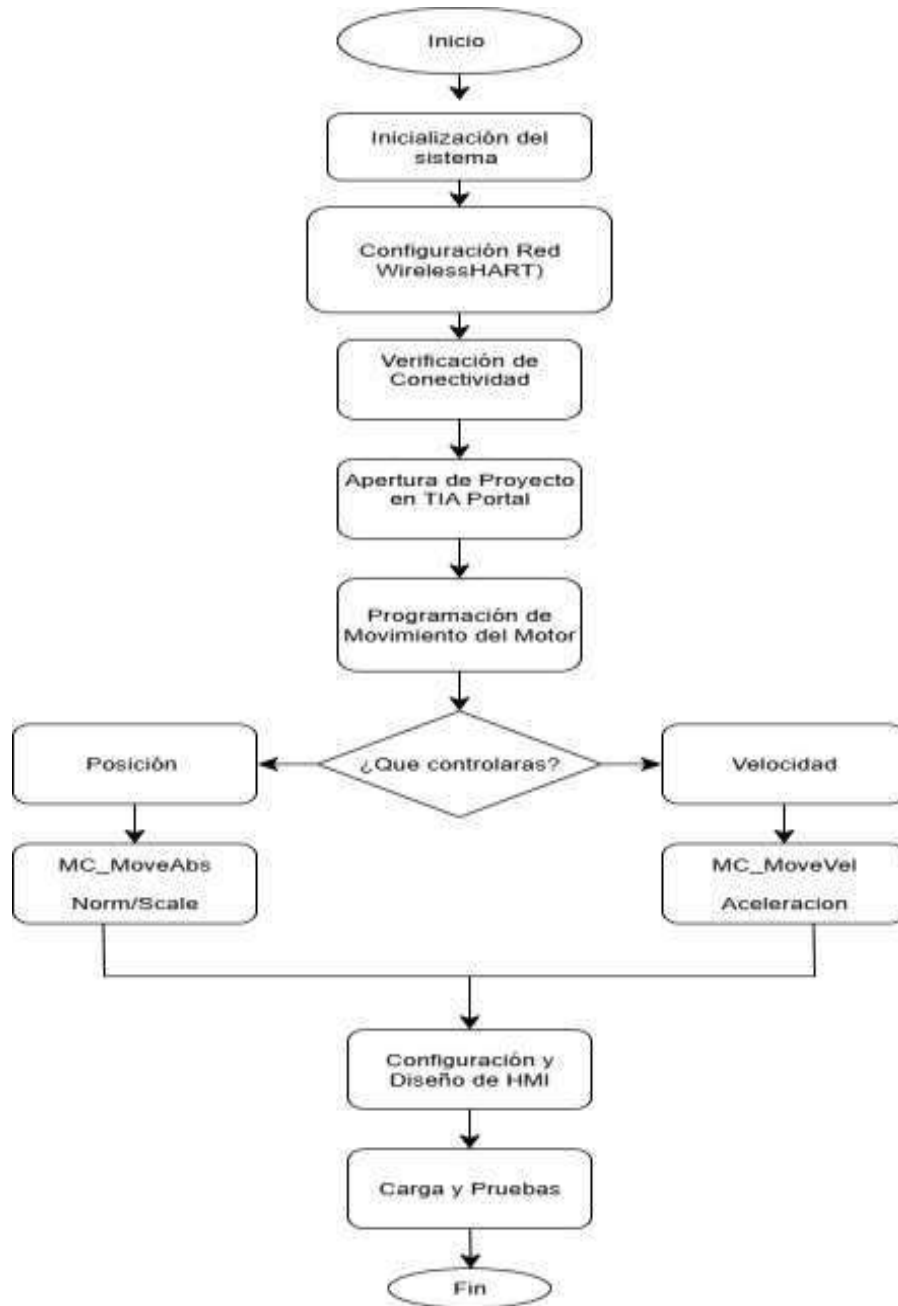 Inicio
Inicialización del
sistema
Configuración Red
WirelessHART)
Verificación de
Conectividad
Apertura de Proyecto
en TIA Portal
Programación de
Movimiento del Motor
¿Que controlaras?
Posición
MC_MoveAbs
Norm/Scale
Velocidad
MC_MoveVel
Aceleracion
Configuración y
Diseño de HMI
Carga y Pruebas
Fin